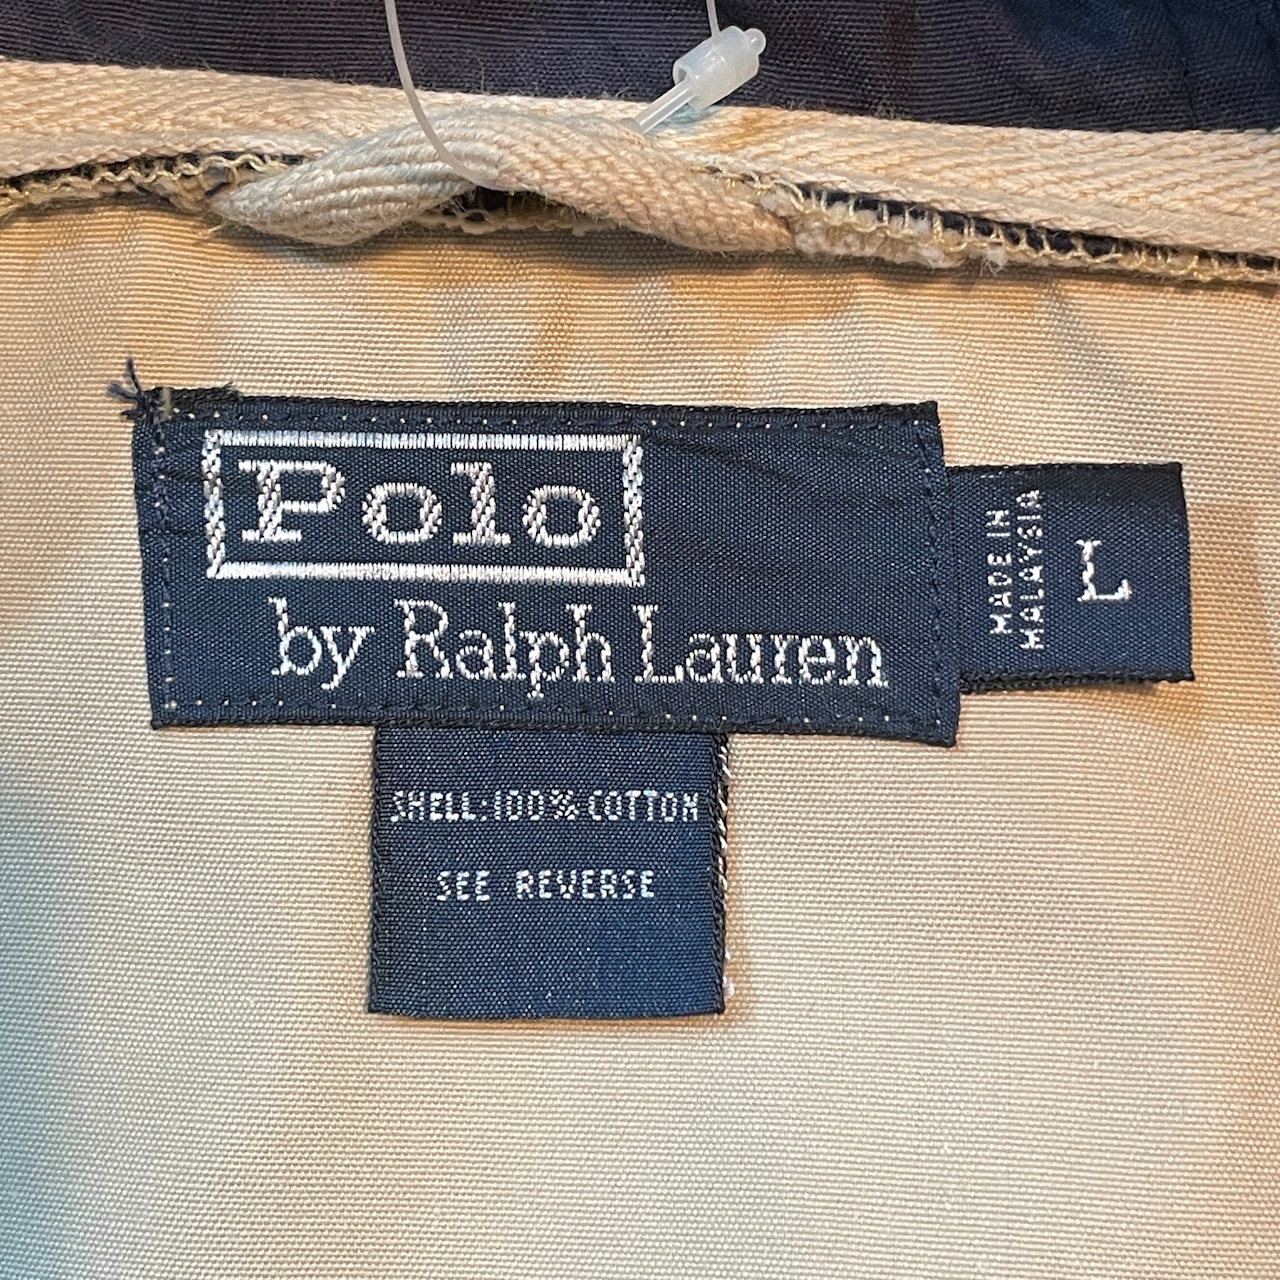 Polo
by Ralph Lauren
MADE IN
MALAYSIA
L
SHELL:100% COTTON
SEE REVERSE